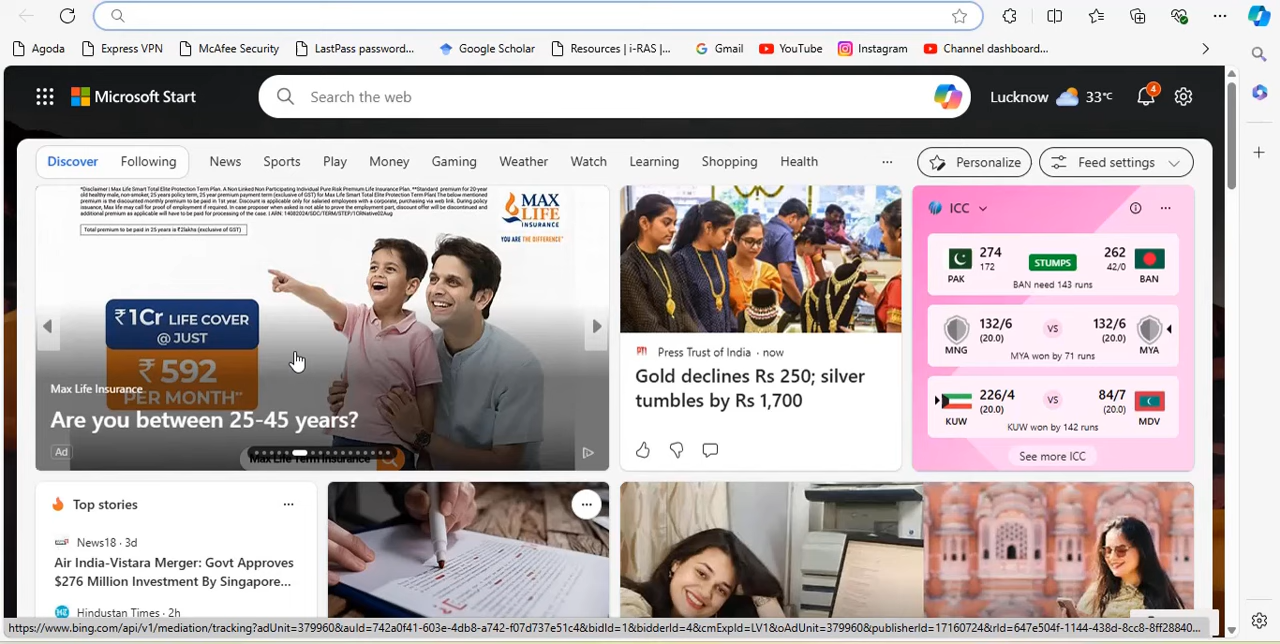 Agoda
Express VPN
McAfee Security
LastPass password...
Google Scholar
Resources | i-RAS |...
Gmail
YouTube
Instagram
Channel dashboard...
Microsoft Start
Search the web
Lucknow
33°C
4
Discover
Following
News
Sports
Play
Money
Gaming
Weather
Watch
Learning
Shopping
Health
Personalize
Feed settings
Total premium to be paid in 25 years is ₹2lakhs (exclusive of GST)
MAX
LIFE
INSURANCE
YOU ARE THE DIFFERENCE™
₹1Cr LIFE COVER
@ JUST
₹592
PER MONTH**
Max Life Insurance
Are you between 25-45 years?
Ad
Max Life Term Insurance
Press Trust of India · now
Gold declines Rs 250; silver
tumbles by Rs 1,700
ICC
PAK 274 172 STUMPS 262 42/0 BAN
BAN need 143 runs
MNG 132/6 (20.0) VS 132/6 (20.0) MYA
MYA won by 71 runs
KUW 226/4 (20.0) VS 84/7 (20.0) MDV
KUW won by 142 runs
See more ICC
Top stories
News18 · 3d
Air India-Vistara Merger: Govt Approves
$276 Million Investment By Singapore...
Hindustan Times · 2h
https://www.bing.com/api/v1/mediation/tracking?adUnit=379960&auId=742a0f41-603e-4db8-a742-f07d737e51c4&bidId=1&bidderId=4&cmExpId=LV1&oAdUnit=379960&publisherId=17160724&rId=647e504f-1144-438d-8cc8-8ff28840...